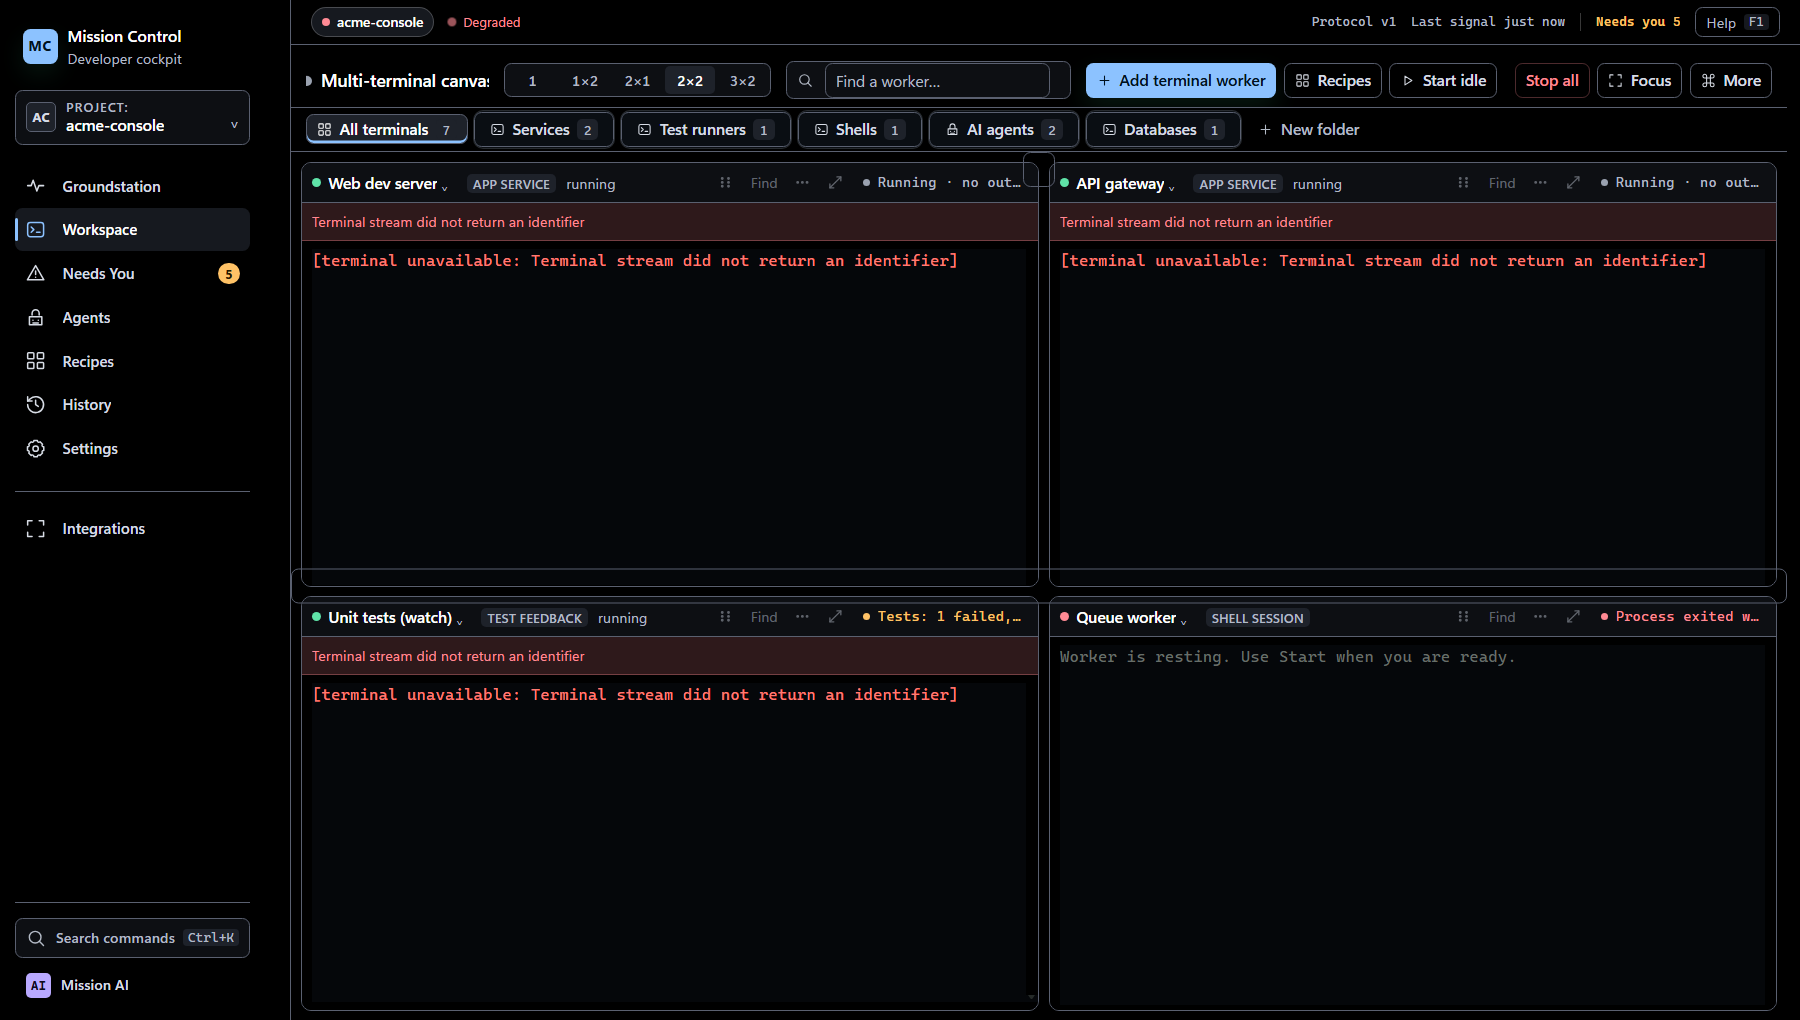 MC
Mission Control
Developer cockpit
AC
PROJECT:
acme-console
Groundstation
Workspace
Needs You
5
Agents
Recipes
History
Settings
Integrations
Search commands Ctrl+K
AI Mission AI
acme-console
Degraded
Protocol v1 Last signal just now
Needs you 5
Help F1
Multi-terminal canvas
1 1×2 2×1 2×2 3×2
Find a worker...
+ Add terminal worker
Recipes
Start idle
Stop all
Focus
More
All terminals 7
Services 2
Test runners 1
Shells 1
AI agents 2
Databases 1
+ New folder
Web dev server APP SERVICE running Find ··· Running · no out…
Terminal stream did not return an identifier
[terminal unavailable: Terminal stream did not return an identifier]
API gateway APP SERVICE running Find ··· Running · no out…
Terminal stream did not return an identifier
[terminal unavailable: Terminal stream did not return an identifier]
Unit tests (watch) TEST FEEDBACK running Find ··· Tests: 1 failed,…
Terminal stream did not return an identifier
[terminal unavailable: Terminal stream did not return an identifier]
Queue worker SHELL SESSION Find ··· Process exited w…
Worker is resting. Use Start when you are ready.